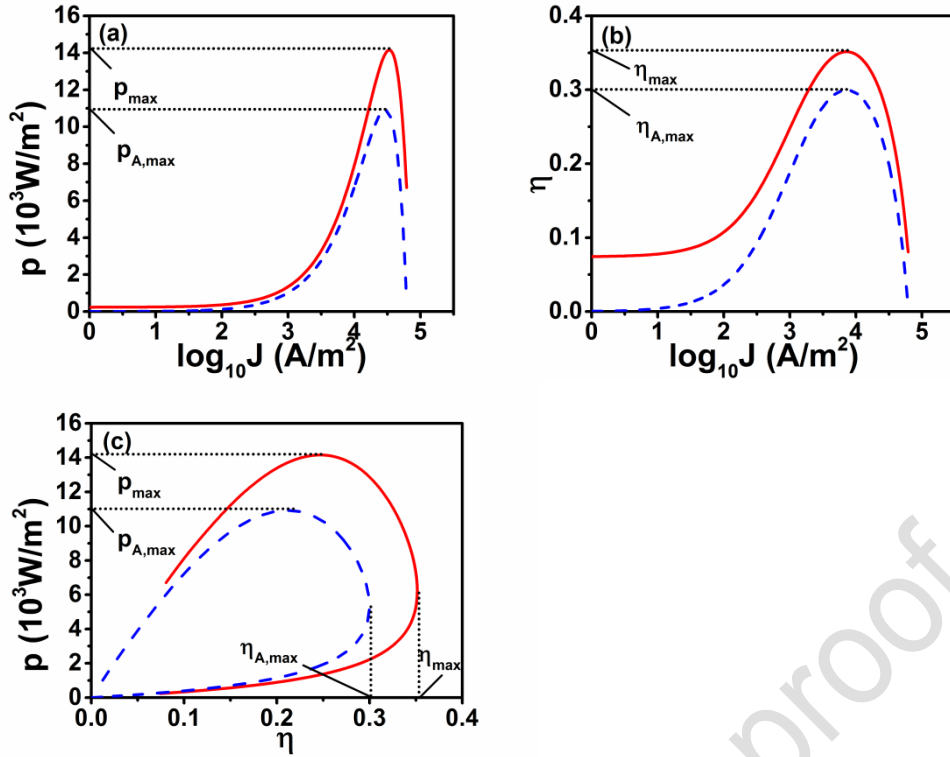 (a)
p (10³W/m²)
16
14
12
10
8
6
4
2
0
p_max
p_A,max
0 1 2 3 4 5
log₁₀J (A/m²)
(b)
η
0.4
0.3
0.2
0.1
0.0
η_max
η_A,max
0 1 2 3 4 5
log₁₀J (A/m²)
(c)
p (10³W/m²)
16
14
12
10
8
6
4
2
0
p_max
p_A,max
η_A,max
η_max
0.0 0.1 0.2 0.3 0.4
η
proof